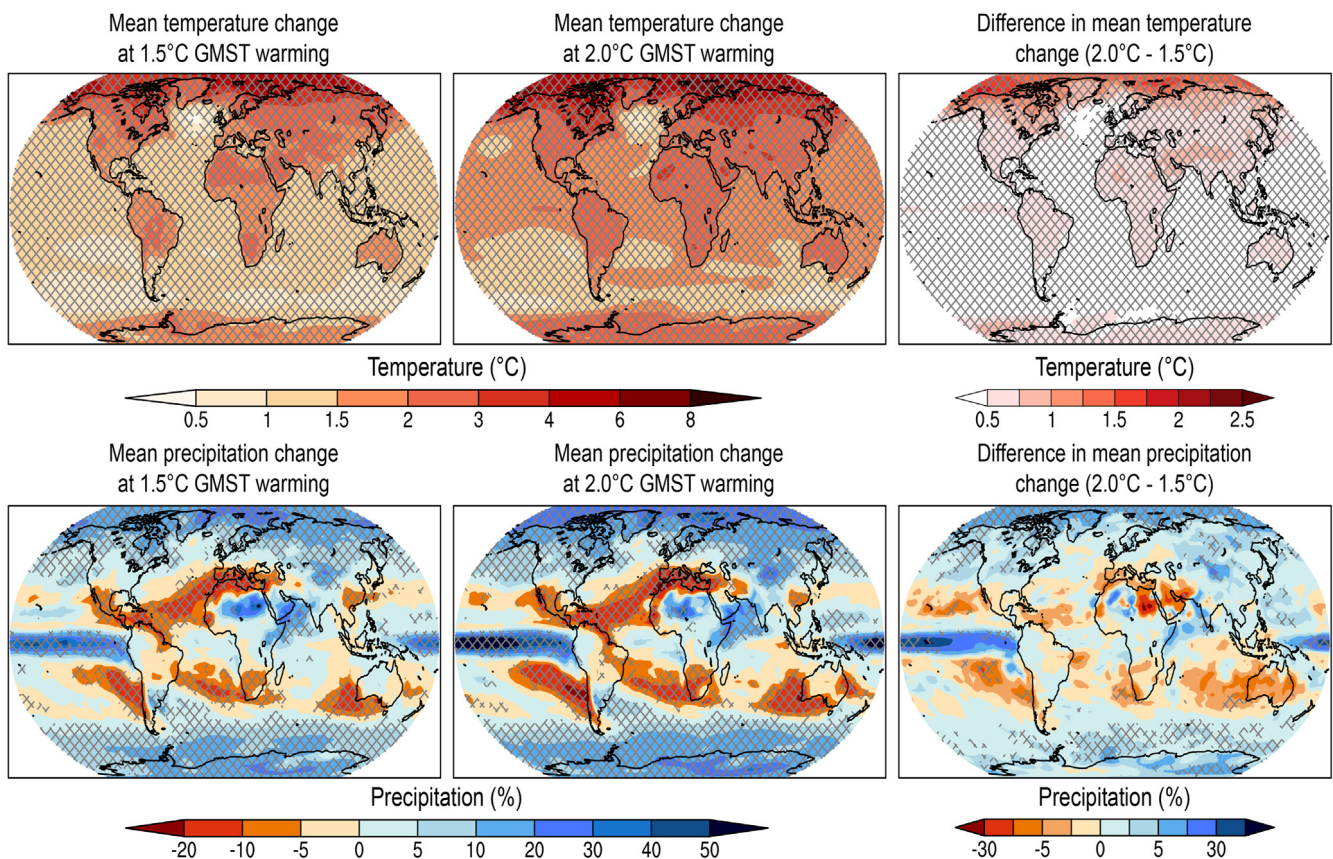 Mean temperature change
at 1.5°C GMST warming
Mean temperature change
at 2.0°C GMST warming
Difference in mean temperature
change (2.0°C - 1.5°C)
Temperature (°C)
0.5 1 1.5 2 3 4 6 8
Temperature (°C)
0.5 1 1.5 2 2.5
Mean precipitation change
at 1.5°C GMST warming
Mean precipitation change
at 2.0°C GMST warming
Difference in mean precipitation
change (2.0°C - 1.5°C)
Precipitation (%)
-20 -10 -5 0 5 10 20 30 40 50
Precipitation (%)
-30 -5 0 5 30